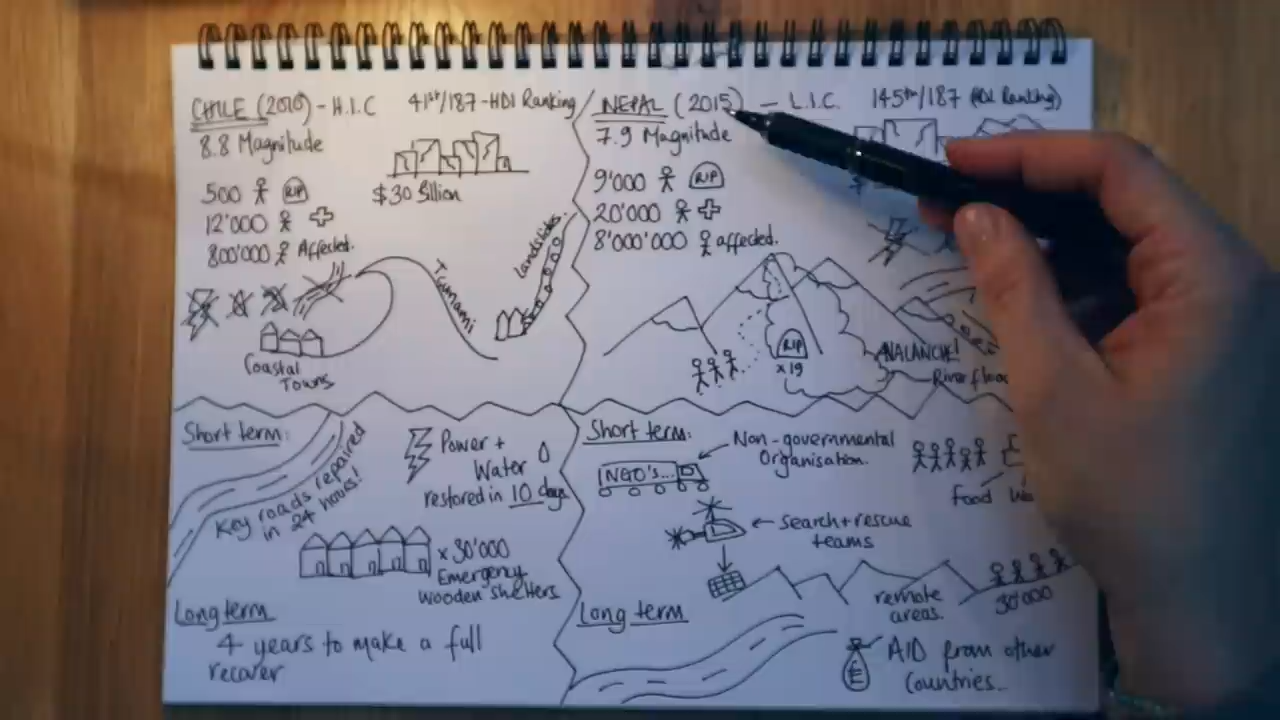 CHILE (2010) - H.I.C 41st/187 - HDI Ranking
8.8 Magnitude
500 RIP
12'000
800'000 Affected.
$30 Billion
Tsunami
landslides.
Coastal
Towns
Short term:
Key roads repaired
in 24 hours!
Power +
Water
restored in 10 days
x 30'000
Emergency
wooden shelters
Long term
4 years to make a full
recover
NEPAL (2015) - L.I.C. 145th/187 HDI Ranking)
7.9 Magnitude
9'000 RIP
20'000
8'000'000 affected.
$
RIP
x19
AVALANCHE!
River
Short term:
Non-governmental
Organisation.
NGO's...
food
Search + rescue
teams
remote
areas.
30'000
Long term
AID from other
Countries..